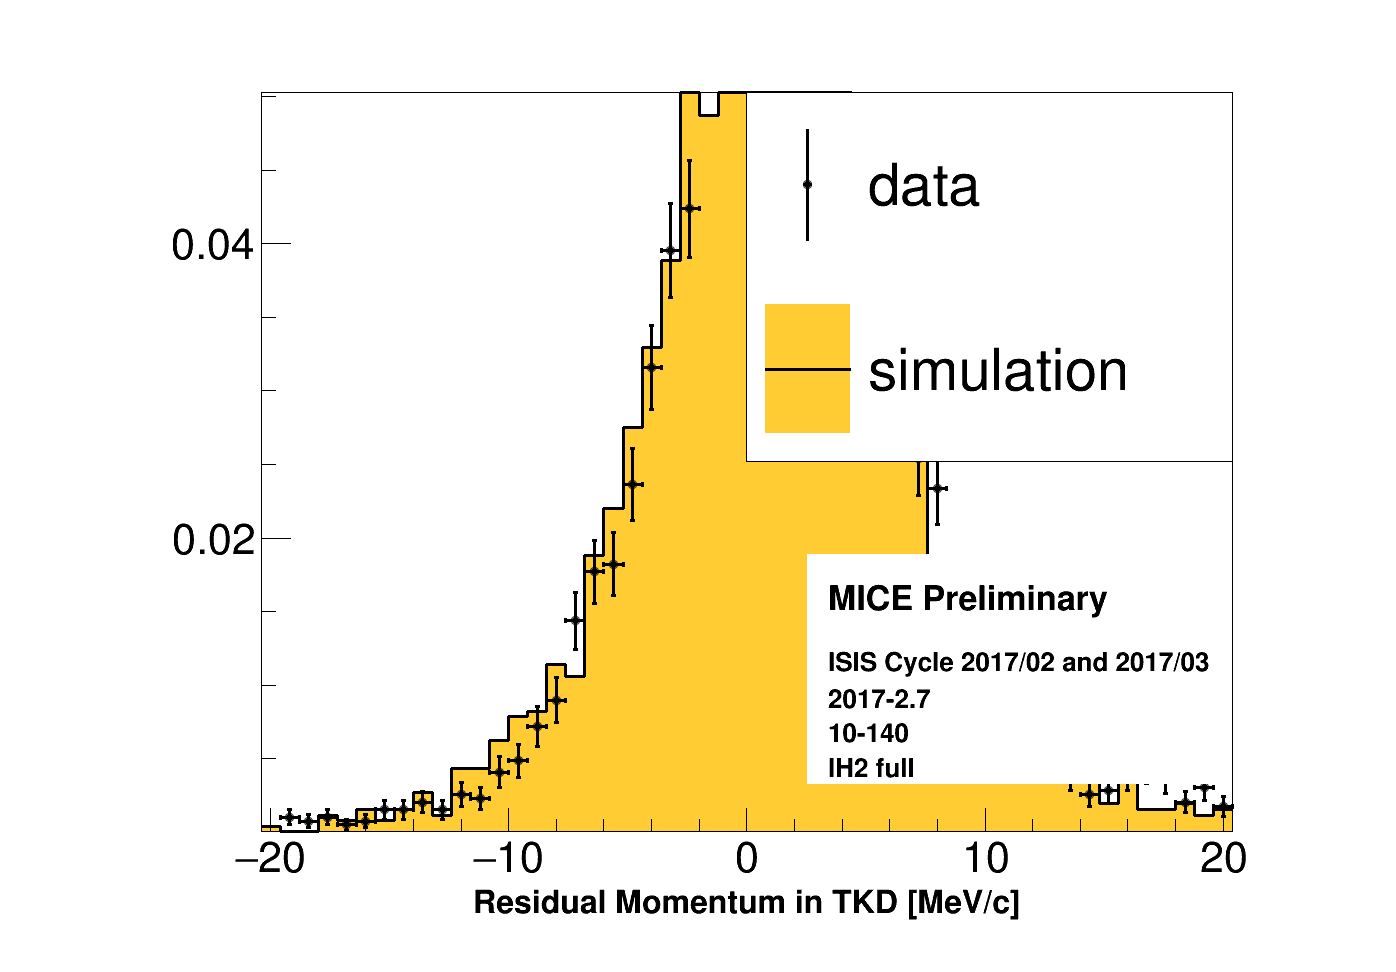 data
0.04
simulation
0.02
MICE Preliminary
ISIS Cycle 2017/02 and 2017/03
2017-2.7
10-140
IH2 full
−20 −10 0 10 20
Residual Momentum in TKD [MeV/c]